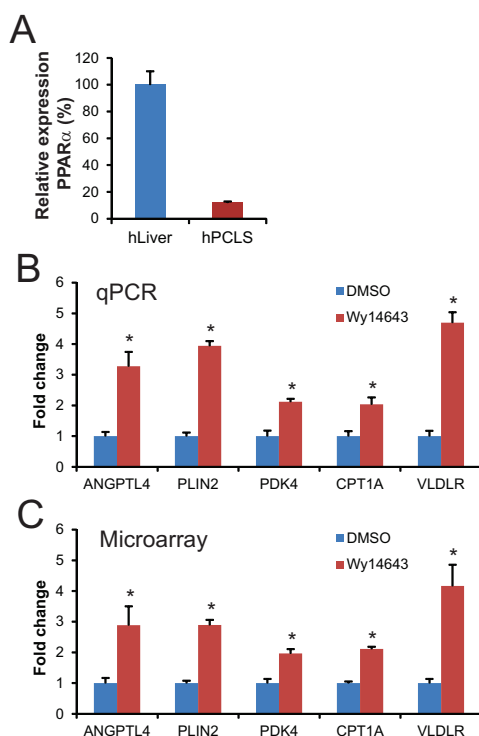 A
Relative expression
PPARα (%)
120
100
80
60
40
20
0
hLiver hPCLS
B
qPCR
DMSO
Wy14643
Fold change
6
5
4
3
2
1
0
* * * * *
ANGPTL4 PLIN2 PDK4 CPT1A VLDLR
C
Microarray
DMSO
Wy14643
Fold change
6
5
4
3
2
1
0
* * * * *
ANGPTL4 PLIN2 PDK4 CPT1A VLDLR